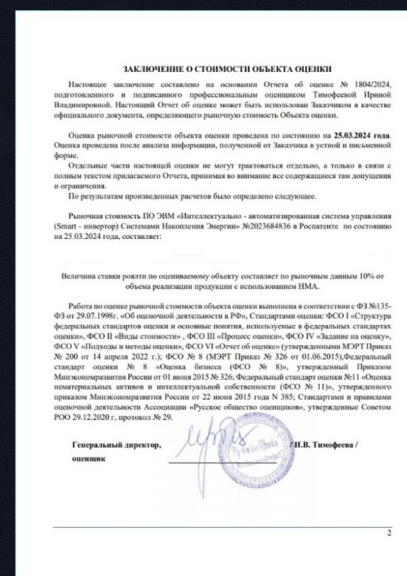 ЗАКЛЮЧЕНИЕ О СТОИМОСТИ ОБЪЕКТА ОЦЕНКИ
Настоящее заключение составлено на основании Отчета об оценке № 1804/2024,
подготовленного и подписанного профессиональным оценщиком Тимофеевой Ириной
Владимировной. Настоящий Отчет об оценке может быть использован Заказчиком в качестве
официального документа, определяющего рыночную стоимость Объекта оценки.
Оценка рыночной стоимости объекта оценки проведена по состоянию на 25.03.2024 года.
Оценка проведена после анализа информации, полученной от Заказчика в устной и письменной
форме.
Отдельные части настоящей оценки не могут трактоваться отдельно, а только в связи с
полным текстом прилагаемого Отчета, принимая во внимание все содержащиеся там допущения
и ограничения.
По результатам произведенных расчетов было определено следующее.
Рыночная стоимость ПО ЭВМ «Интеллектуально - автоматизированная система управления
(Smart - инвертор) Системами Накопления Энергии» №2023684836 в Роспатенте по состоянию
на 25.03.2024 года, составляет:
Величина ставки роялти по оцениваемому объекту составляет по рыночным данным 10% от
объема реализации продукции с использованием НМА.
Работа по оценке рыночной стоимости объекта оценки выполнена в соответствии с ФЗ №135-
ФЗ от 29.07.1998г. «Об оценочной деятельности в РФ», Стандартами оценки: ФСО I «Структура
федеральных стандартов оценки и основные понятия, используемые в федеральных стандартах
оценки», ФСО II «Виды стоимости» , ФСО III «Процесс оценки», ФСО IV «Задание на оценку»,
ФСО V «Подходы и методы оценки», ФСО VI «Отчет об оценке» (утвержденными МЭРТ Приказ
№ 200 от 14 апреля 2022 г.); ФСО № 8 (МЭРТ Приказ № 326 от 01.06.2015),Федеральный
стандарт оценки № 8 «Оценка бизнеса (ФСО № 8)», утвержденный Приказом
Минэкономразвития России от 01 июня 2015 № 326; Федеральный стандарт оценки №11 «Оценка
нематериальных активов и интеллектуальной собственности (ФСО № 11)», утвержденного
приказом Минэкономразвития России от 22 июня 2015 года N 385; Стандартами и правилами
оценочной деятельности Ассоциации «Русское общество оценщиков», утвержденные Советом
РОО 29.12.2020 г, протокол № 29.
Генеральный директор,
оценщик
/ И.В. Тимофеева /
2